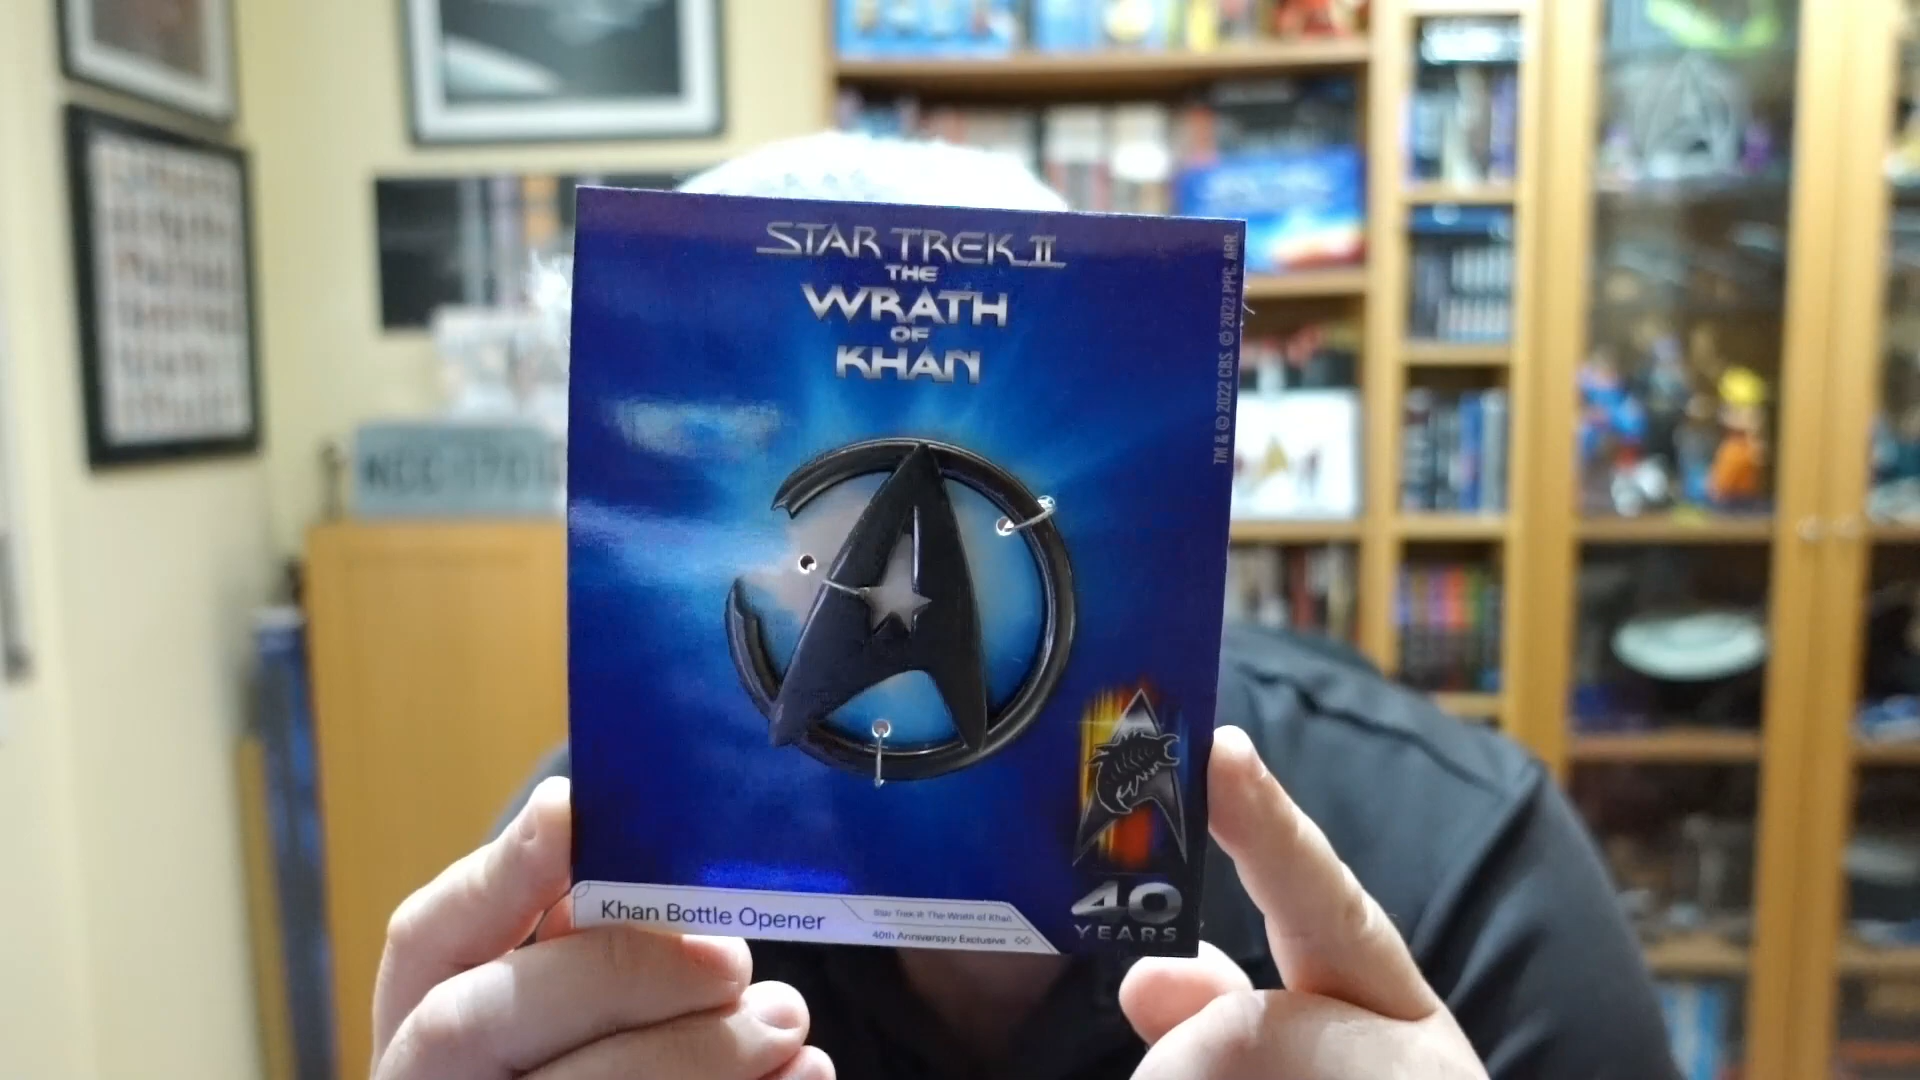 STAR TREK II
THE
WRATH
OF
KHAN
TM & © 2022 CBS. © 2022 PPC. ARR.
40
YEARS
Khan Bottle Opener
Star Trek II: The Wrath of Khan
40th Anniversary Exclusive